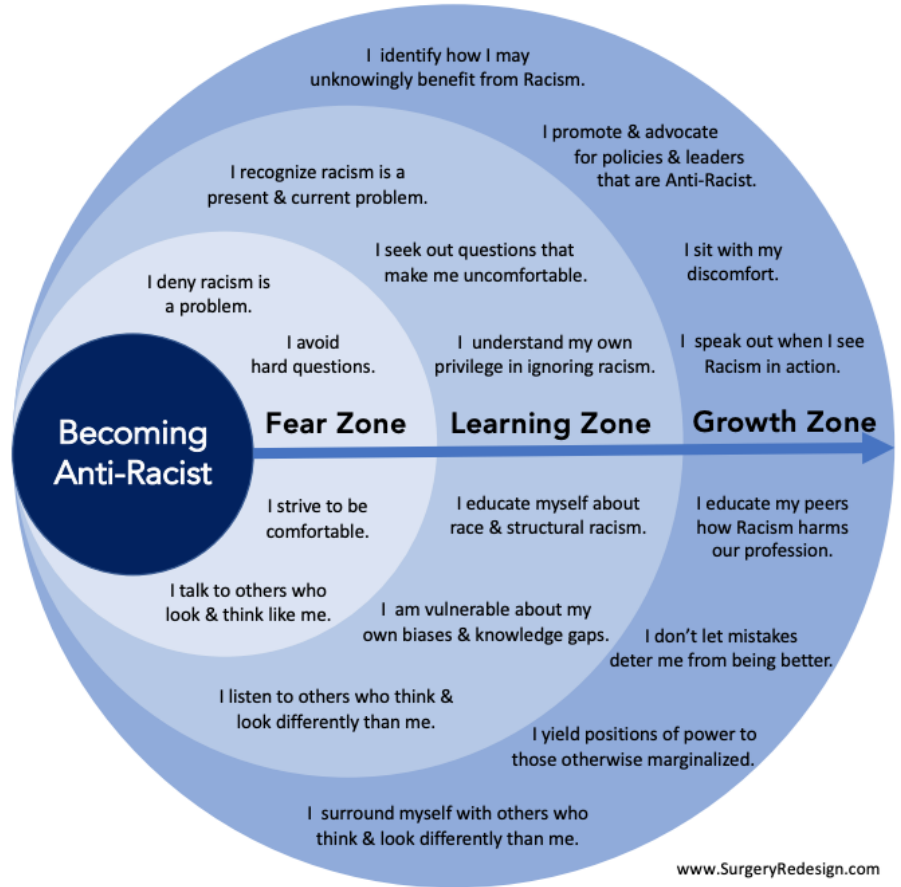 I identify how I may
unknowingly benefit from Racism.
I promote & advocate
for policies & leaders
that are Anti-Racist.
I recognize racism is a
present & current problem.
I seek out questions that
make me uncomfortable.
I sit with my
discomfort.
I deny racism is
a problem.
I avoid
hard questions.
I understand my own
privilege in ignoring racism.
I speak out when I see
Racism in action.
Becoming
Anti-Racist
Fear Zone
Learning Zone
Growth Zone
I strive to be
comfortable.
I educate myself about
race & structural racism.
I educate my peers
how Racism harms
our profession.
I talk to others who
look & think like me.
I am vulnerable about my
own biases & knowledge gaps.
I don't let mistakes
deter me from being better.
I listen to others who think &
look differently than me.
I yield positions of power to
those otherwise marginalized.
I surround myself with others who
think & look differently than me.
www.SurgeryRedesign.com